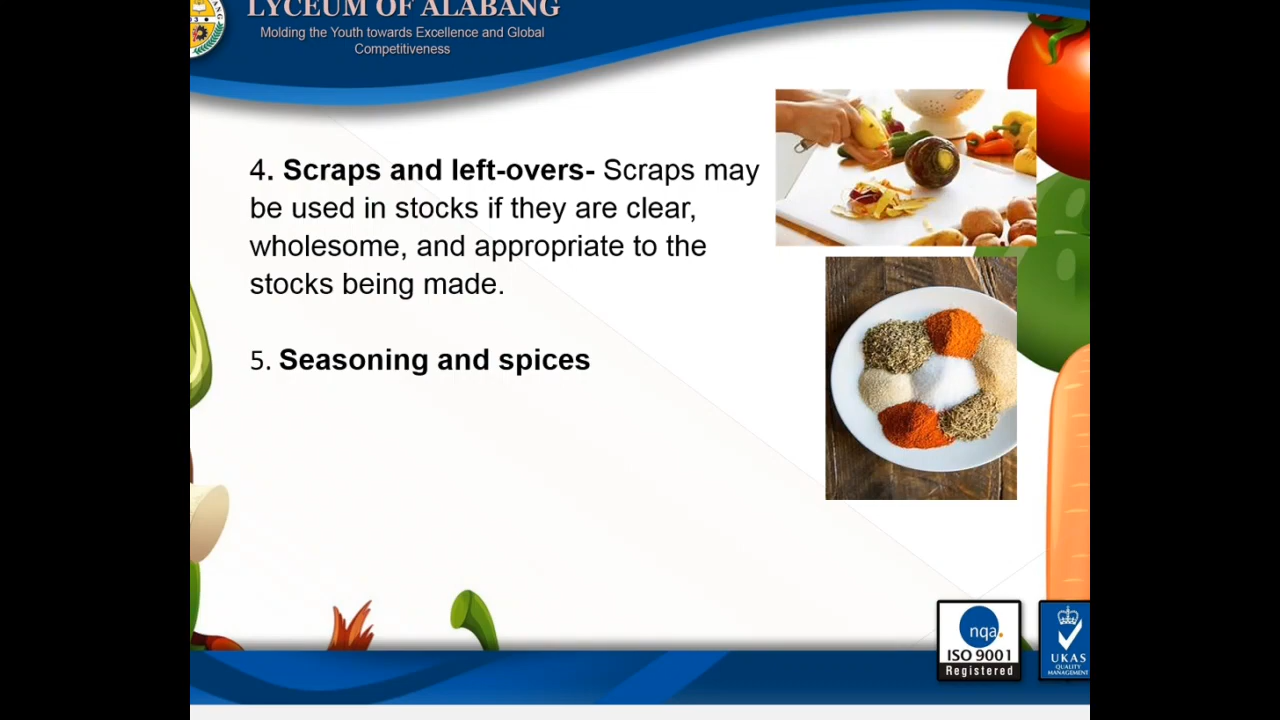 LYCEUM OF ALABANG
Molding the Youth towards Excellence and Global
Competitiveness
4. Scraps and left-overs- Scraps may
be used in stocks if they are clear,
wholesome, and appropriate to the
stocks being made.
5. Seasoning and spices
nqa.
ISO 9001
Registered
UKAS
QUALITY
MANAGEMENT